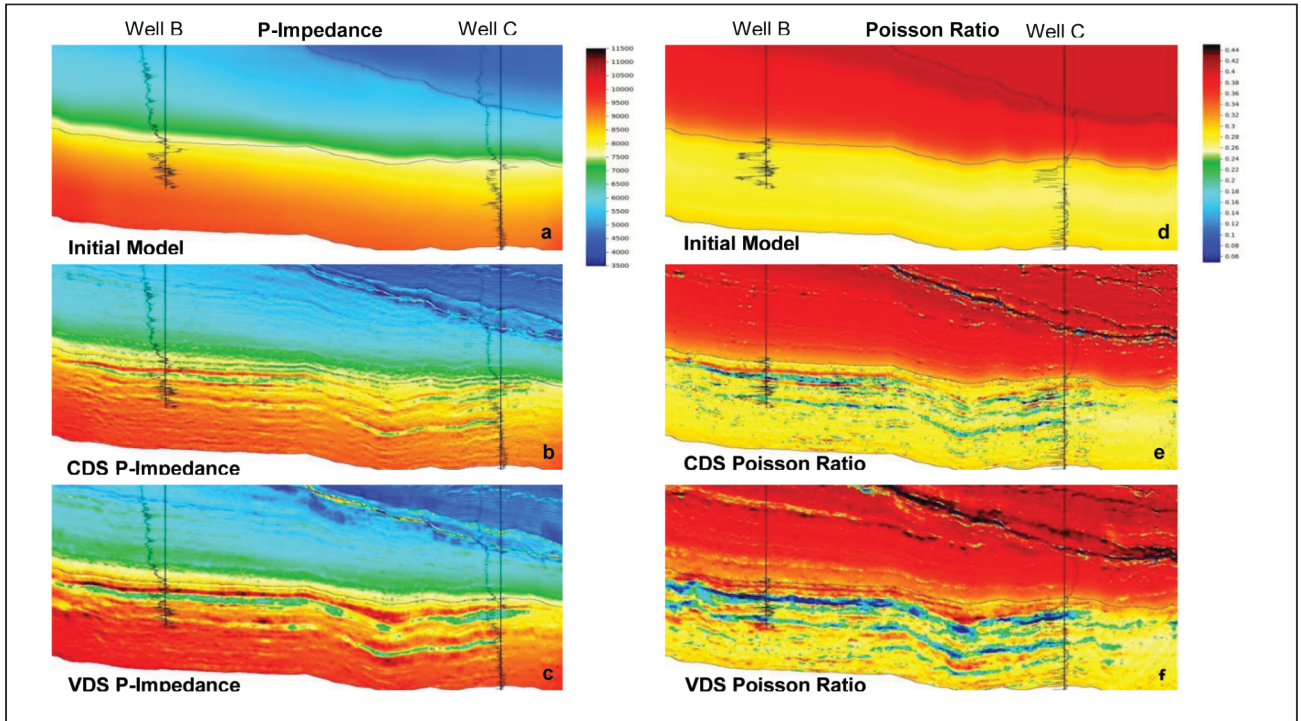 Well B P-Impedance Well C
Well B Poisson Ratio Well C
11500
11000
10500
10000
9500
9000
8500
8000
7500
7000
6500
6000
5500
5000
4500
4000
3500
0.44
0.42
0.4
0.38
0.36
0.34
0.32
0.3
0.28
0.26
0.24
0.22
0.2
0.18
0.16
0.14
0.12
0.1
0.08
0.06
a
Initial Model
d
Initial Model
b
CDS P-Impedance
e
CDS Poisson Ratio
c
VDS P-Impedance
f
VDS Poisson Ratio